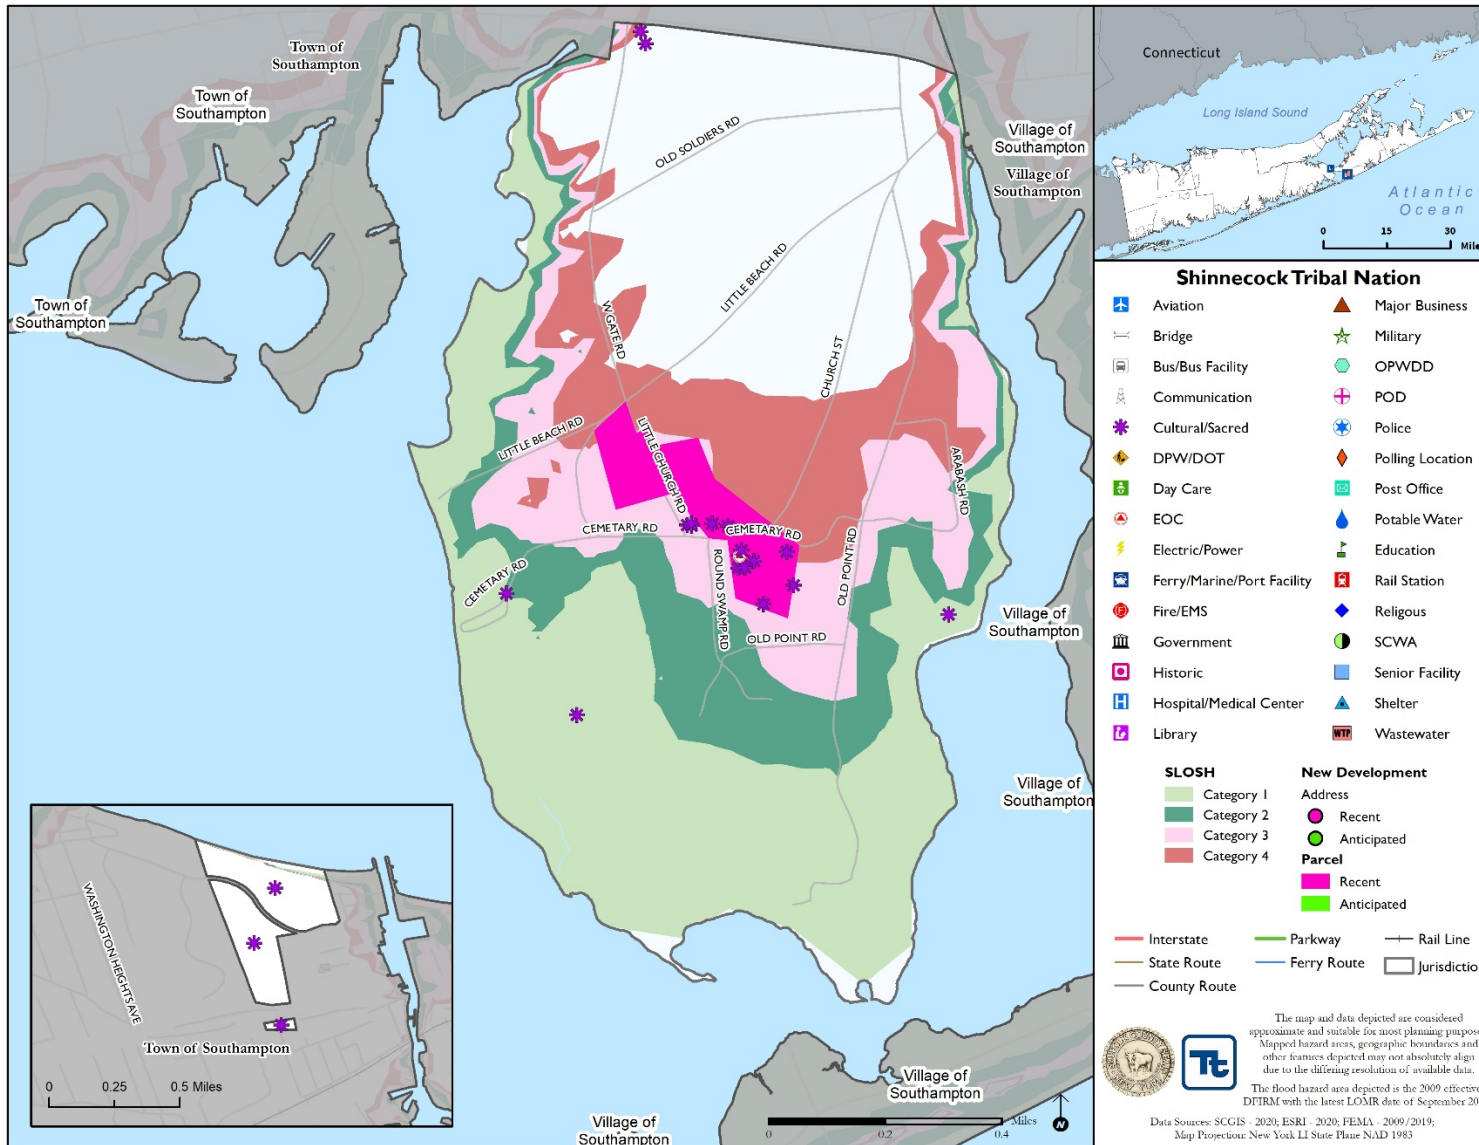 Town of
Southampton
Town of
Southampton
Town of
Southampton
Village of
Southampton
Village of
Southampton
Village of
Southampton
Village of
Southampton
Village of
Southampton
Village of
Southampton
OLD SOLDIERS RD
LITTLE BEACH RD
W GATE RD
CHURCH ST
LITTLE BEACH RD
LITTLE CHURCH RD
ARABASH RD
CEMETARY RD
CEMETARY RD
CEMETARY RD
ROUND SWAMP RD
OLD POINT RD
OLD POINT RD
0 0.2 0.4
Miles
WASHINGTON HEIGHTS AVE
Town of Southampton
0 0.25 0.5 Miles
Connecticut
Long Island Sound
Atlantic
Ocean
0 15 30
Mile
Shinnecock Tribal Nation
Aviation
Bridge
Bus/Bus Facility
Communication
Cultural/Sacred
DPW/DOT
Day Care
EOC
Electric/Power
Ferry/Marine/Port Facility
Fire/EMS
Government
Historic
Hospital/Medical Center
Library
Major Business
Military
OPWDD
POD
Police
Polling Location
Post Office
Potable Water
Education
Rail Station
Religous
SCWA
Senior Facility
Shelter
WTP Wastewater
SLOSH
Category 1
Category 2
Category 3
Category 4
New Development
Address
Recent
Anticipated
Parcel
Recent
Anticipated
Interstate
State Route
County Route
Parkway
Ferry Route
Rail Line
Jurisdiction
Tt
The map and data depicted are considered
approximate and suitable for most planning purpose
Mapped hazard areas, geographic boundaries and
other features depicted may not absolutely align
due to the differing resolution of available data.
The flood hazard area depicted is the 2009 effective
DFIRM with the latest LOMR date of September 20
Data Sources: SCGIS - 2020; ESRI - 2020; FEMA - 2009/2019;
Map Projection: New York LI State Plane NAD 1983